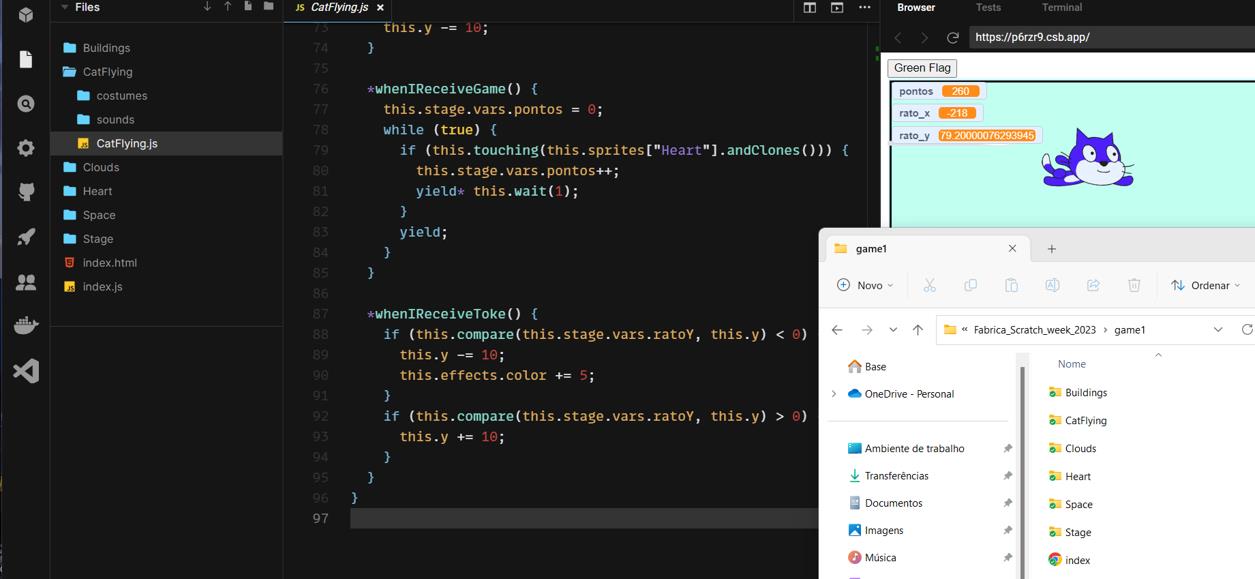 Files
Buildings
CatFlying
costumes
sounds
JS CatFlying.js
Clouds
Heart
Space
Stage
index.html
JS index.js
JS CatFlying.js ×
73 this.y -= 10;
74 }
75
76 *whenIReceiveGame() {
77 this.stage.vars.pontos = 0;
78 while (true) {
79 if (this.touching(this.sprites["Heart"].andClones())) {
80 this.stage.vars.pontos++;
81 yield* this.wait(1);
82 }
83 yield;
84 }
85 }
86
87 *whenIReceiveToke() {
88 if (this.compare(this.stage.vars.ratoY, this.y) < 0)
89 this.y -= 10;
90 this.effects.color += 5;
91 }
92 if (this.compare(this.stage.vars.ratoY, this.y) > 0)
93 this.y += 10;
94 }
95 }
96 }
97
Browser Tests Terminal
https://p6rzr9.csb.app/
Green Flag
pontos 260
rato_x -218
rato_y 79.20000076293945
game1
Novo
Ordenar
« Fabrica_Scratch_week_2023 › game1
Base
OneDrive - Personal
Ambiente de trabalho
Transferências
Documentos
Imagens
Música
Nome
Buildings
CatFlying
Clouds
Heart
Space
Stage
index